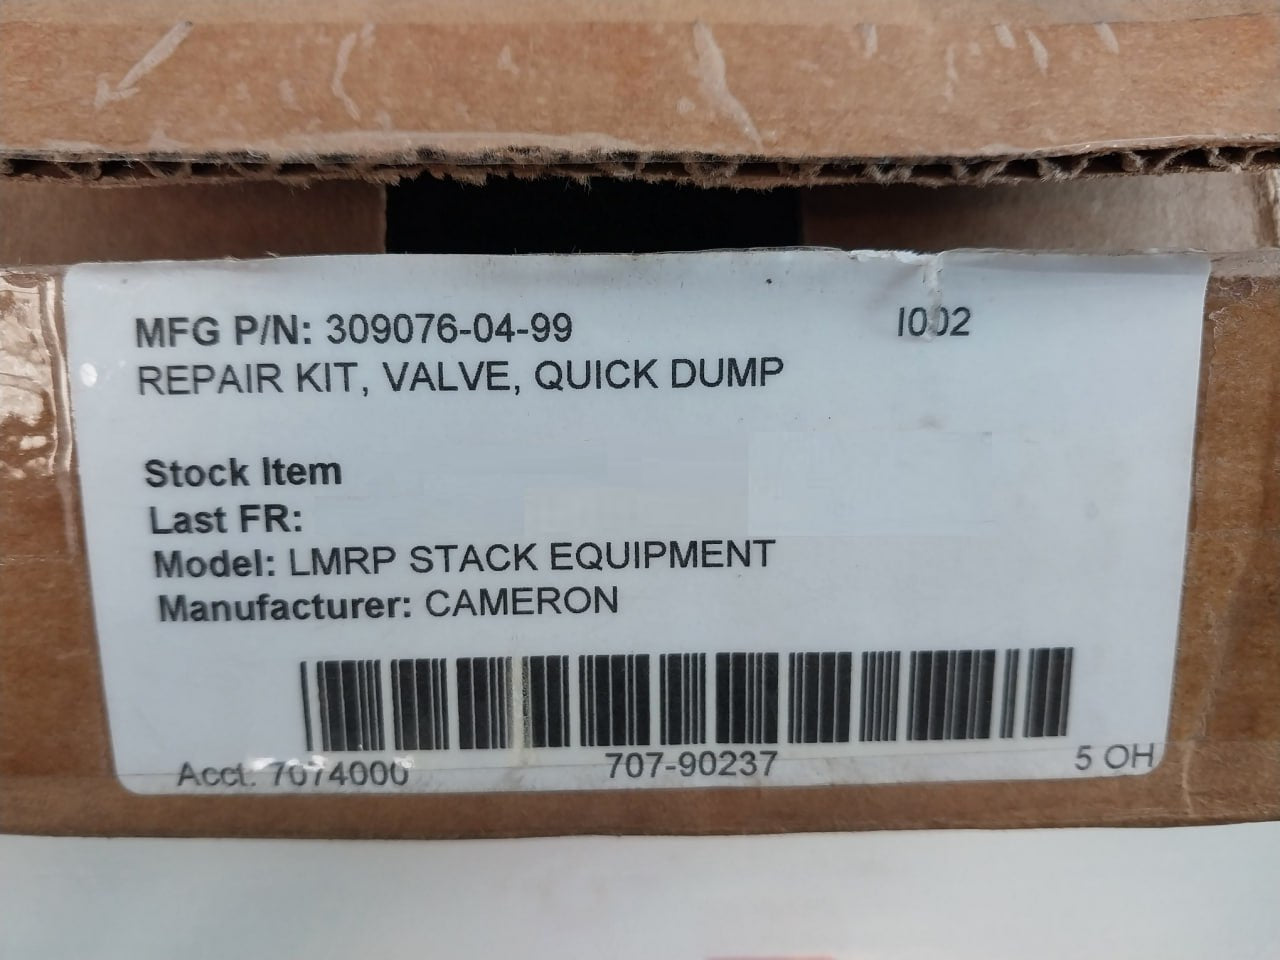 MFG P/N: 309076-04-99 I002
REPAIR KIT, VALVE, QUICK DUMP
Stock Item
Last FR:
Model: LMRP STACK EQUIPMENT
Manufacturer: CAMERON
Acct: 7074000 707-90237 5 OH